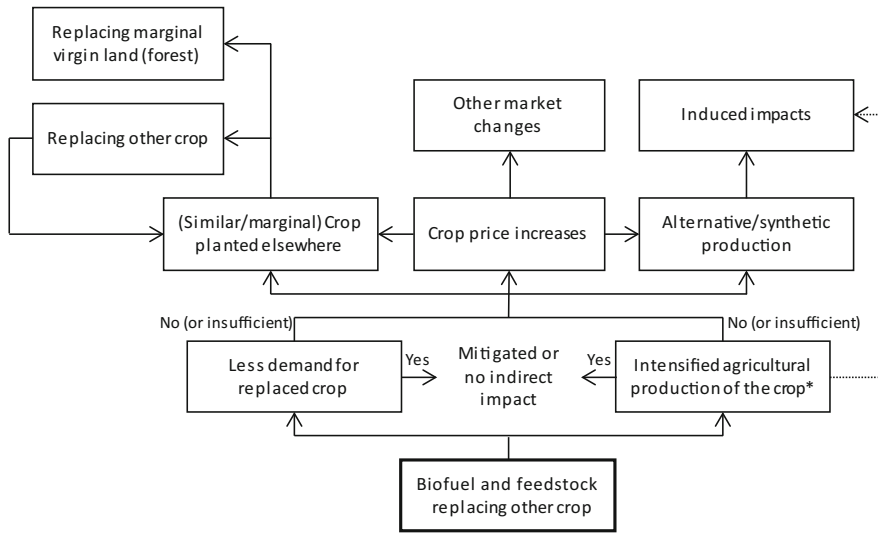 Replacing marginal
virgin land (forest)
Other market
changes
Induced impacts
Replacing other crop
(Similar/marginal) Crop
planted elsewhere
Crop price increases
Alternative/synthetic
production
No (or insufficient)
No (or insufficient)
Less demand for
replaced crop
Yes
Mitigated or
no indirect
impact
Yes
Intensified agricultural
production of the crop*
Biofuel and feedstock
replacing other crop